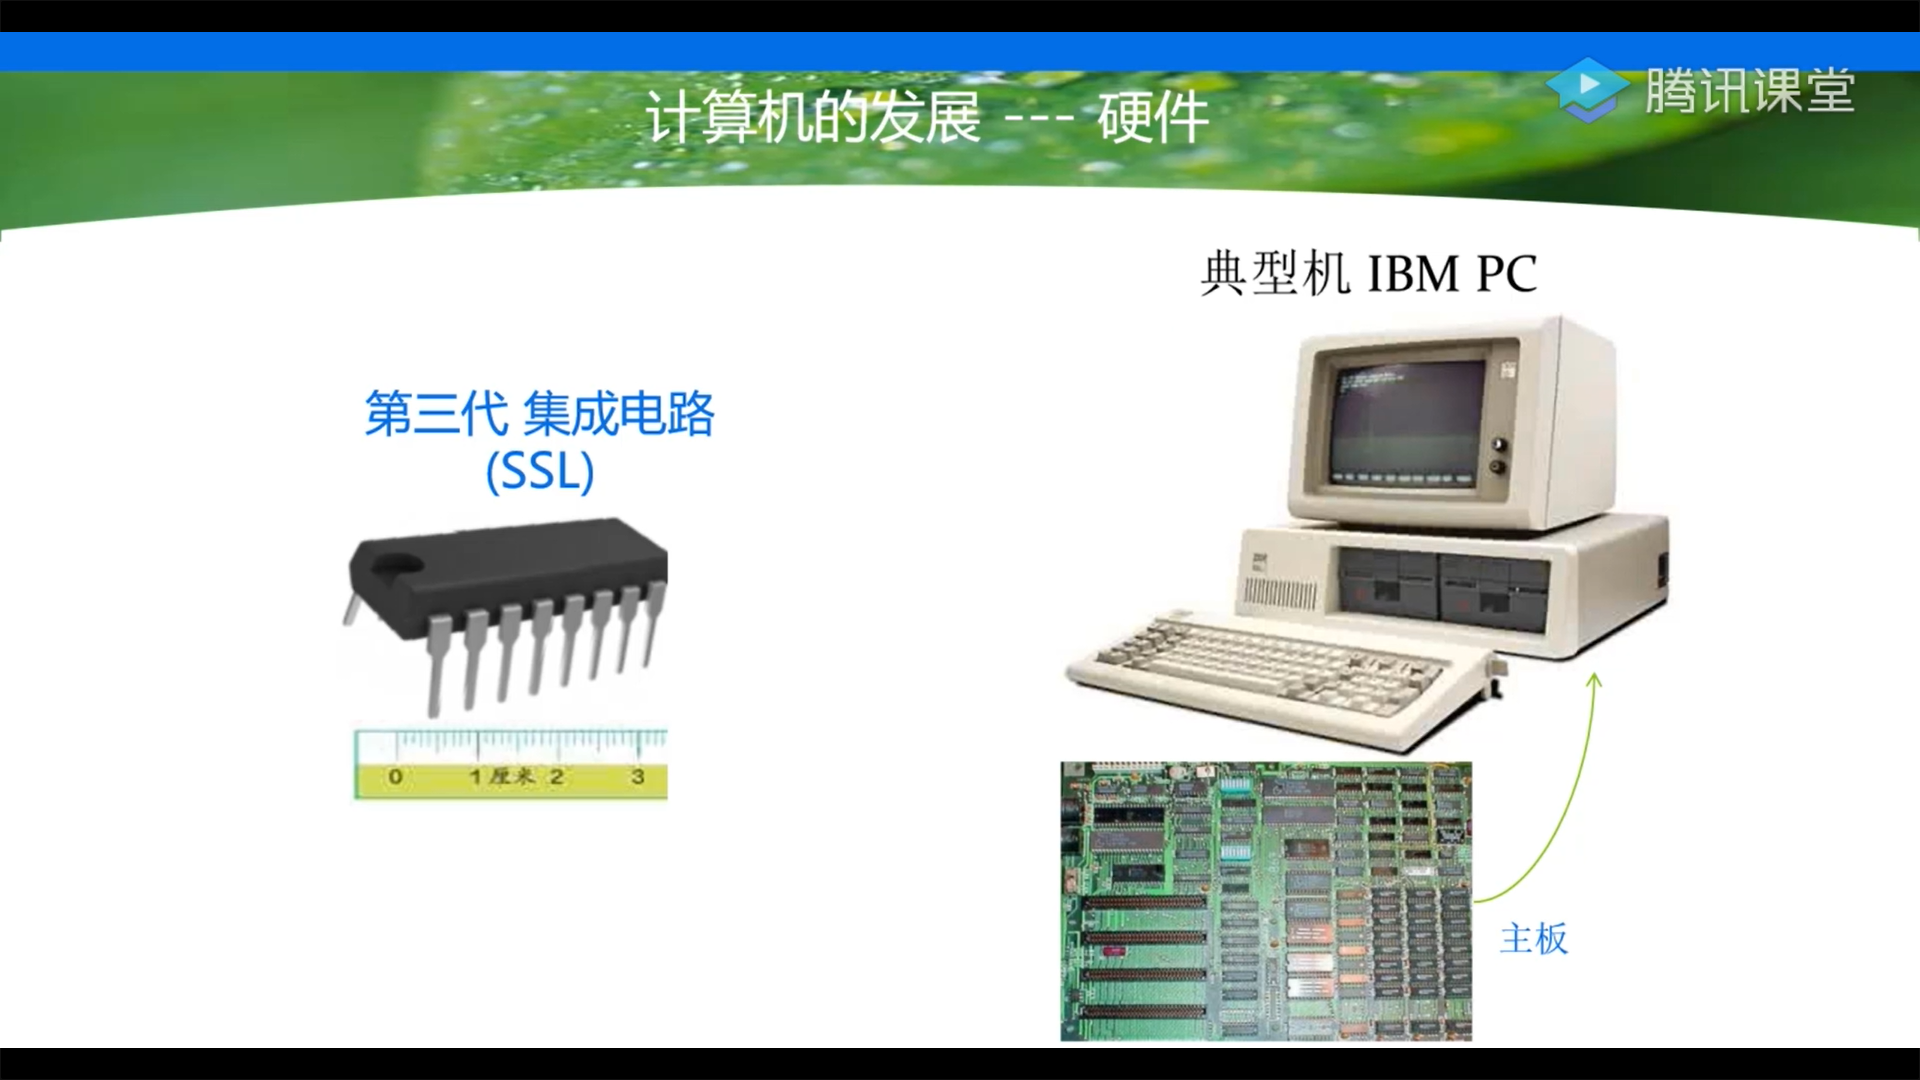 计算机的发展 --- 硬件
腾讯课堂
典型机 IBM PC
第三代 集成电路
(SSL)
0 1厘米 2 3
主板